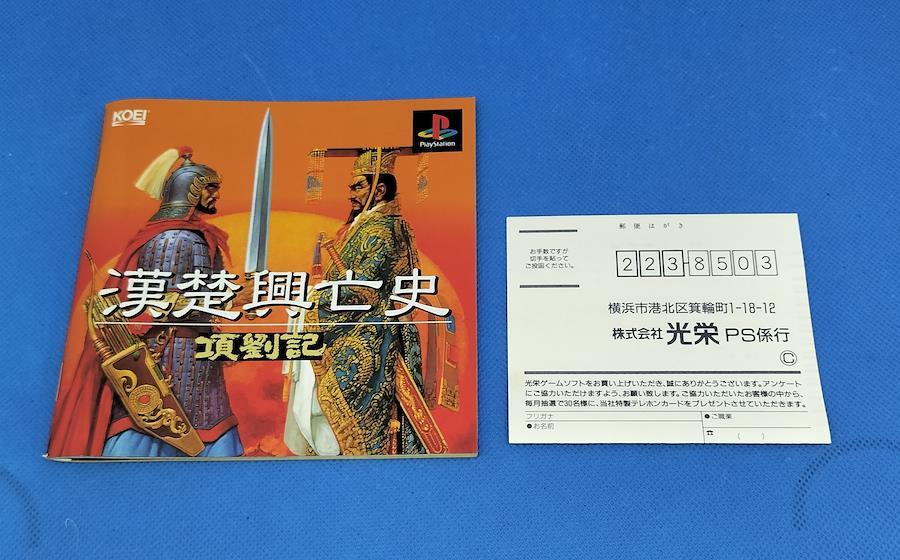 KOEI
PlayStation
漢楚興亡史
項劉記
郵便はがき
お手数ですが
切手を貼って
ご投函ください。
223-8503
横浜市港北区箕輪町1-18-12
株式会社 光栄 PS係行
Ⓒ
光栄ゲームソフトをお買い上げいただき、誠にありがとうございます。アンケート
にご協力いただけますよう、お願い致します。ご協力いただいたお客様の中から、
毎月抽選で30名様に、当社特製テレホンカードをプレゼントさせていただきます。
フリガナ
●お名前
●ご職業
☎ ( )